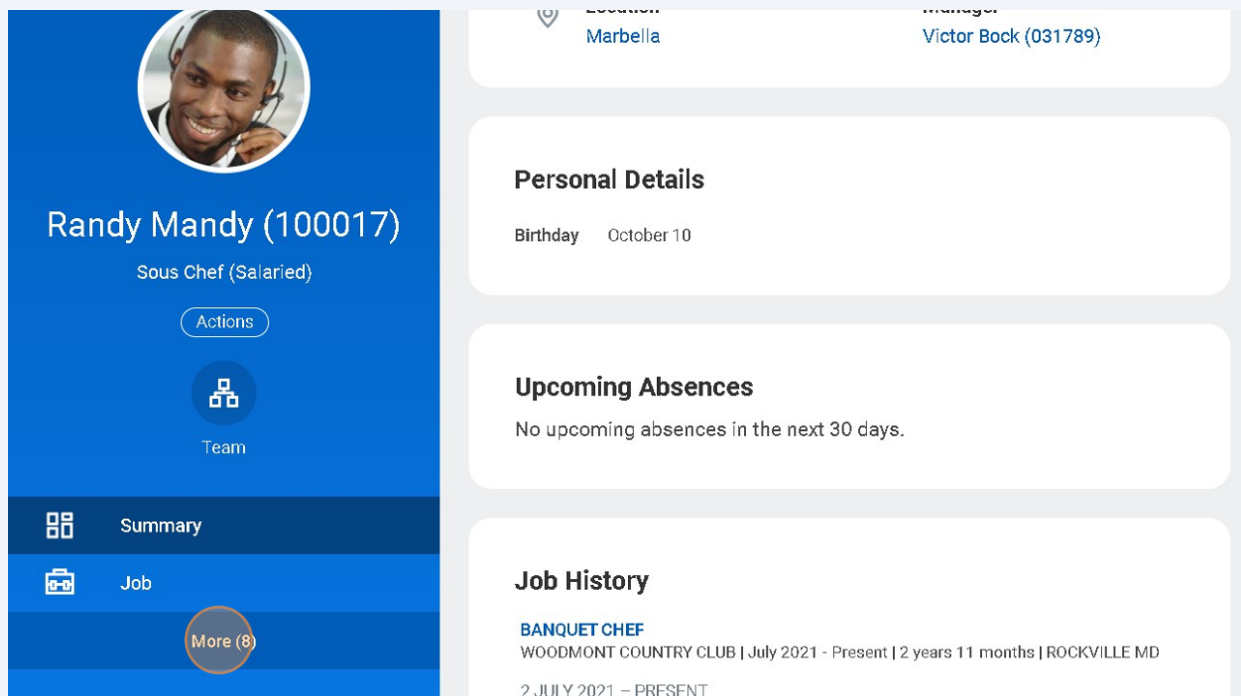 Location
Manager
Marbella
Victor Bock (031789)
Randy Mandy (100017)
Sous Chef (Salaried)
Actions
Team
Summary
Job
More (8)
Personal Details
Birthday October 10
Upcoming Absences
No upcoming absences in the next 30 days.
Job History
BANQUET CHEF
WOODMONT COUNTRY CLUB | July 2021 - Present | 2 years 11 months | ROCKVILLE MD
2 JULY 2021 – PRESENT